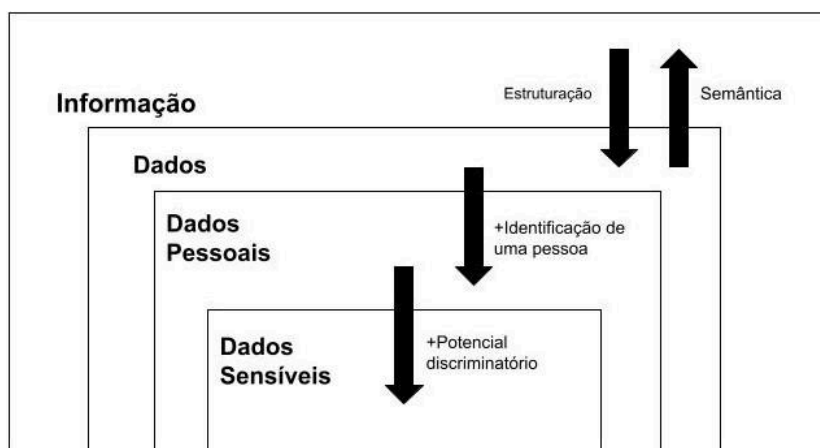 Estruturação
Semântica
Informação
Dados
Dados
Pessoais
+Identificação de
uma pessoa
Dados
Sensíveis
+Potencial
discriminatório